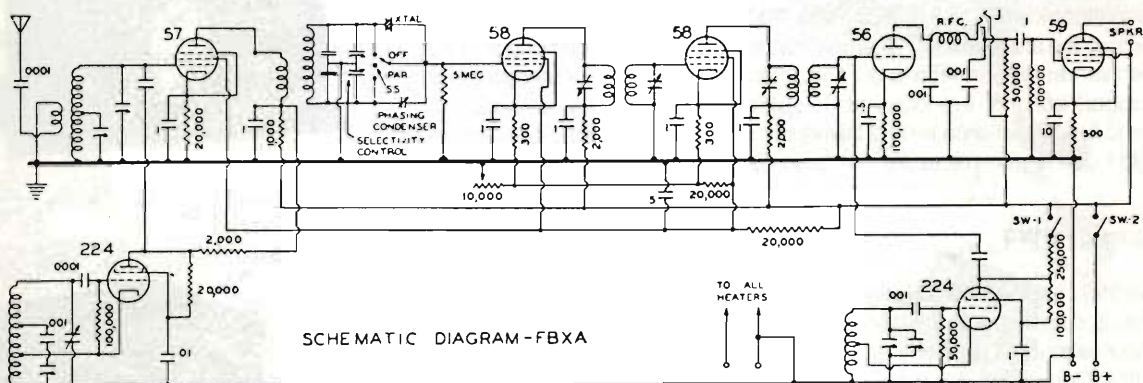 57
XTAL
58
58
56
R.F.C.
J
1
59
SPKR
.0001
OFF
PAR
SS
5 MEG
PHASING
CONDENSER
SELECTIVITY
CONTROL
.1
20,000
.1
.1
300
.1
2,000
.1
300
.1
2,000
.5
100,000
.001
.001
50,000
10
500
10,000
20,000
.5
20,000
224
2,000
.0001
20,000
.001
100,000
.01
SCHEMATIC DIAGRAM-FBXA
TO ALL
HEATERS
224
.001
50,000
SW-1
SW-2
250,000
100,000
.1
B-
B+